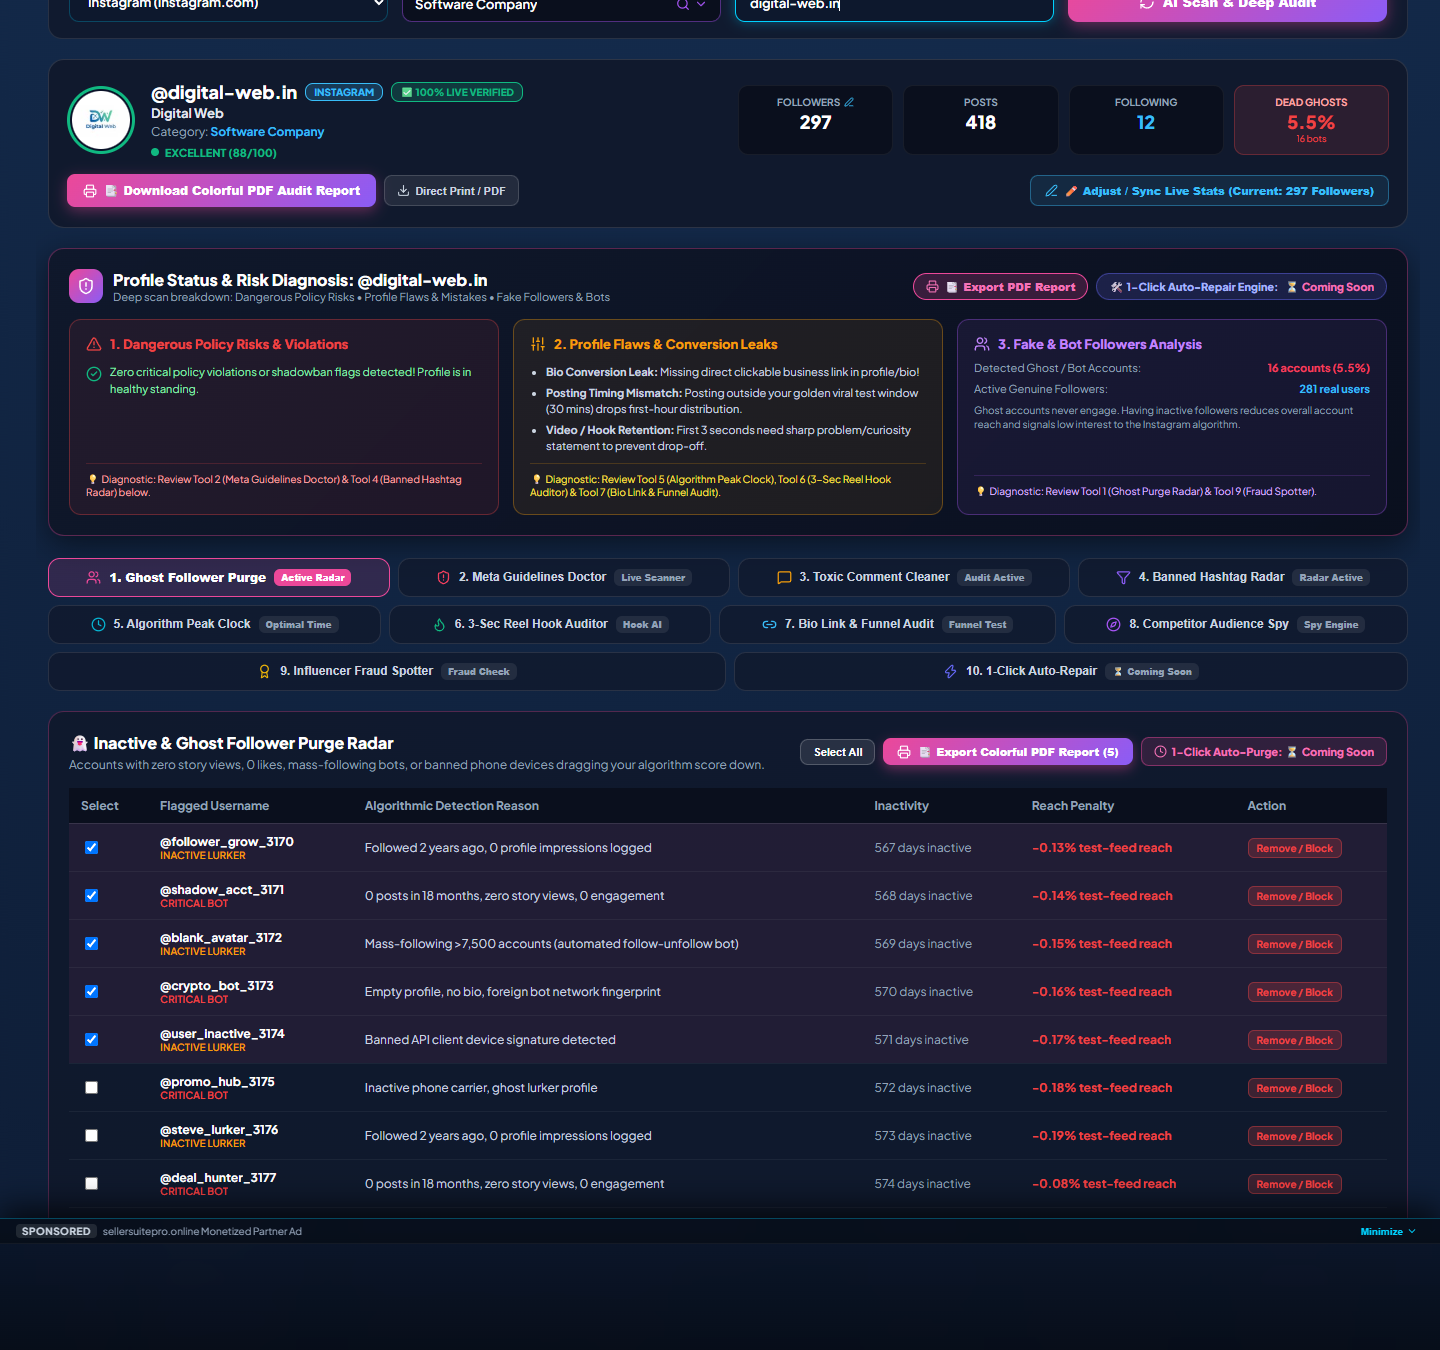 Instagram (instagram.com)
Software Company
digital-web.in
AI Scan & Deep Audit
DW
Digital Web
@digital-web.in
INSTAGRAM
✅ 100% LIVE VERIFIED
Digital Web
Category: Software Company
EXCELLENT (88/100)
FOLLOWERS
297
POSTS
418
FOLLOWING
12
DEAD GHOSTS
5.5%
16 bots
Download Colorful PDF Audit Report
Direct Print / PDF
Adjust / Sync Live Stats (Current: 297 Followers)
Profile Status & Risk Diagnosis: @digital-web.in
Deep scan breakdown: Dangerous Policy Risks • Profile Flaws & Mistakes • Fake Followers & Bots
Export PDF Report
🛠 1-Click Auto-Repair Engine: ⏳ Coming Soon
1. Dangerous Policy Risks & Violations
Zero critical policy violations or shadowban flags detected! Profile is in
healthy standing.
💡 Diagnostic: Review Tool 2 (Meta Guidelines Doctor) & Tool 4 (Banned Hashtag
Radar) below.
2. Profile Flaws & Conversion Leaks
• Bio Conversion Leak: Missing direct clickable business link in profile/bio!
• Posting Timing Mismatch: Posting outside your golden viral test window
(30 mins) drops first-hour distribution.
• Video / Hook Retention: First 3 seconds need sharp problem/curiosity
statement to prevent drop-off.
💡 Diagnostic: Review Tool 5 (Algorithm Peak Clock), Tool 6 (3-Sec Reel Hook
Auditor) & Tool 7 (Bio Link & Funnel Audit).
3. Fake & Bot Followers Analysis
Detected Ghost / Bot Accounts: 16 accounts (5.5%)
Active Genuine Followers: 281 real users
Ghost accounts never engage. Having inactive followers reduces overall account
reach and signals low interest to the Instagram algorithm.
💡 Diagnostic: Review Tool 1 (Ghost Purge Radar) & Tool 9 (Fraud Spotter).
1. Ghost Follower Purge Active Radar
2. Meta Guidelines Doctor Live Scanner
3. Toxic Comment Cleaner Audit Active
4. Banned Hashtag Radar Radar Active
5. Algorithm Peak Clock Optimal Time
6. 3-Sec Reel Hook Auditor Hook AI
7. Bio Link & Funnel Audit Funnel Test
8. Competitor Audience Spy Spy Engine
9. Influencer Fraud Spotter Fraud Check
10. 1-Click Auto-Repair ⏳ Coming Soon
👻 Inactive & Ghost Follower Purge Radar
Accounts with zero story views, 0 likes, mass-following bots, or banned phone devices dragging your algorithm score down.
Select All
Export Colorful PDF Report (5)
1-Click Auto-Purge: ⏳ Coming Soon
Select Flagged Username Algorithmic Detection Reason Inactivity Reach Penalty Action
@follower_grow_3170
INACTIVE LURKER
Followed 2 years ago, 0 profile impressions logged 567 days inactive -0.13% test-feed reach Remove / Block
@shadow_acct_3171
CRITICAL BOT
0 posts in 18 months, zero story views, 0 engagement 568 days inactive -0.14% test-feed reach Remove / Block
@blank_avatar_3172
INACTIVE LURKER
Mass-following >7,500 accounts (automated follow-unfollow bot) 569 days inactive -0.15% test-feed reach Remove / Block
@crypto_bot_3173
CRITICAL BOT
Empty profile, no bio, foreign bot network fingerprint 570 days inactive -0.16% test-feed reach Remove / Block
@user_inactive_3174
INACTIVE LURKER
Banned API client device signature detected 571 days inactive -0.17% test-feed reach Remove / Block
@promo_hub_3175
CRITICAL BOT
Inactive phone carrier, ghost lurker profile 572 days inactive -0.18% test-feed reach Remove / Block
@steve_lurker_3176
INACTIVE LURKER
Followed 2 years ago, 0 profile impressions logged 573 days inactive -0.19% test-feed reach Remove / Block
@deal_hunter_3177
CRITICAL BOT
0 posts in 18 months, zero story views, 0 engagement 574 days inactive -0.08% test-feed reach Remove / Block
SPONSORED sellersuitepro.online Monetized Partner Ad
Minimize